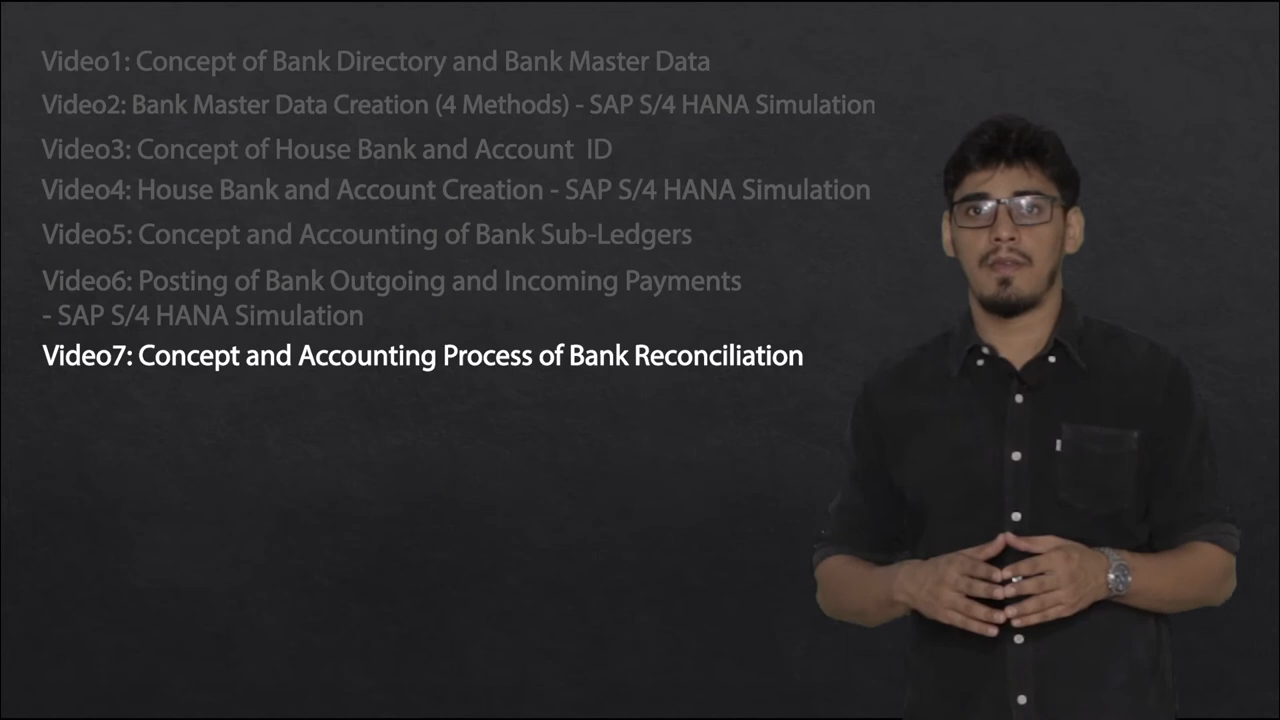 Video1: Concept of Bank Directory and Bank Master Data
Video2: Bank Master Data Creation (4 Methods) - SAP S/4 HANA Simulation
Video3: Concept of House Bank and Account ID
Video4: House Bank and Account Creation - SAP S/4 HANA Simulation
Video5: Concept and Accounting of Bank Sub-Ledgers
Video6: Posting of Bank Outgoing and Incoming Payments
- SAP S/4 HANA Simulation
Video7: Concept and Accounting Process of Bank Reconciliation